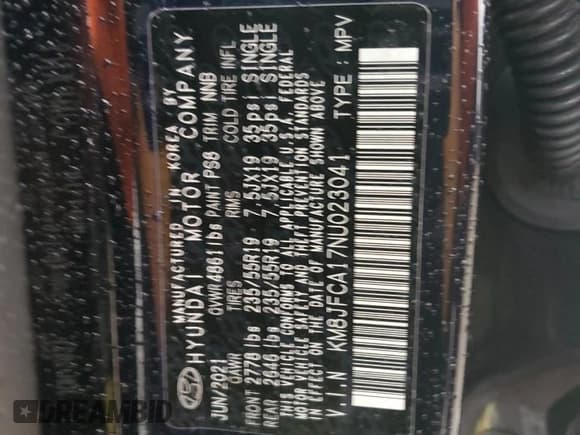 MANUFACTURED IN KOREA BY
HYUNDAI MOTOR COMPANY
JUN/2021 GVWR 4861 lbs PAINT PS8 TRIM NNB
GAWR TIRES RIMS COLD TIRE INFL
FRONT 2778 lbs 235/55R19 7.5JX19 35psi SINGLE
REAR 2646 lbs 235/55R19 7.5JX19 35psi SINGLE
THIS VEHICLE CONFORMS TO ALL APPLICABLE U.S.A. FEDERAL
MOTOR VEHICLE SAFETY AND THEFT PREVENTION STANDARDS
IN EFFECT ON THE DATE OF MANUFACTURE SHOWN ABOVE
V.I.N KM8JFCA17NU023041 TYPE : MPV
DREAMBID